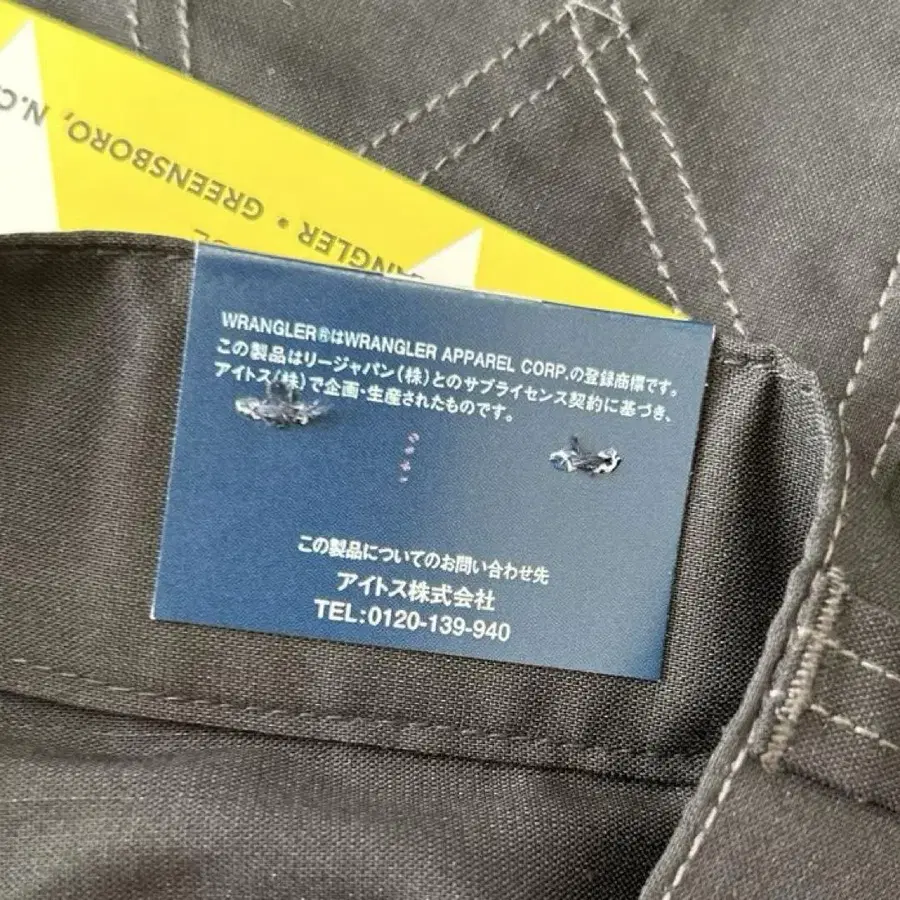 GREENSBORO, N.C.
WRANGLER®はWRANGLER APPAREL CORP.の登録商標です。
この製品はリージャパン(株)とのサブライセンス契約に基づき、
アイトス(株)で企画・生産されたものです。
この製品についてのお問い合わせ先
アイトス株式会社
TEL:0120-139-940